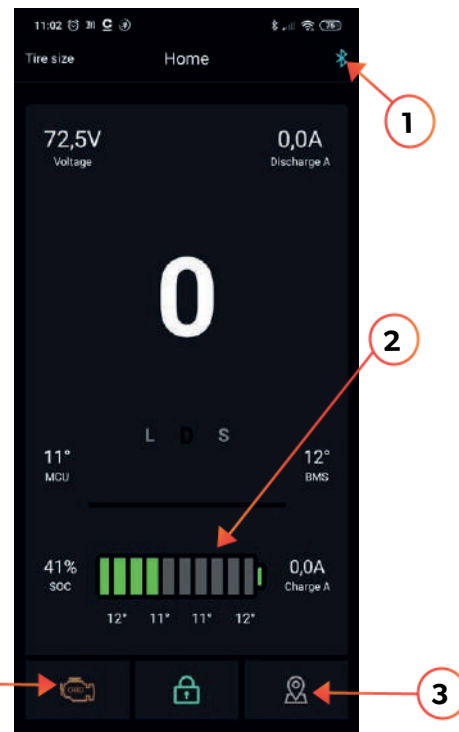 11:02
75
Tire size Home
1
72,5V 0,0A
Voltage Discharge A
0
2
L D S
11° 12°
MCU BMS
41% 0,0A
SOC Charge A
12° 11° 11° 12°
3